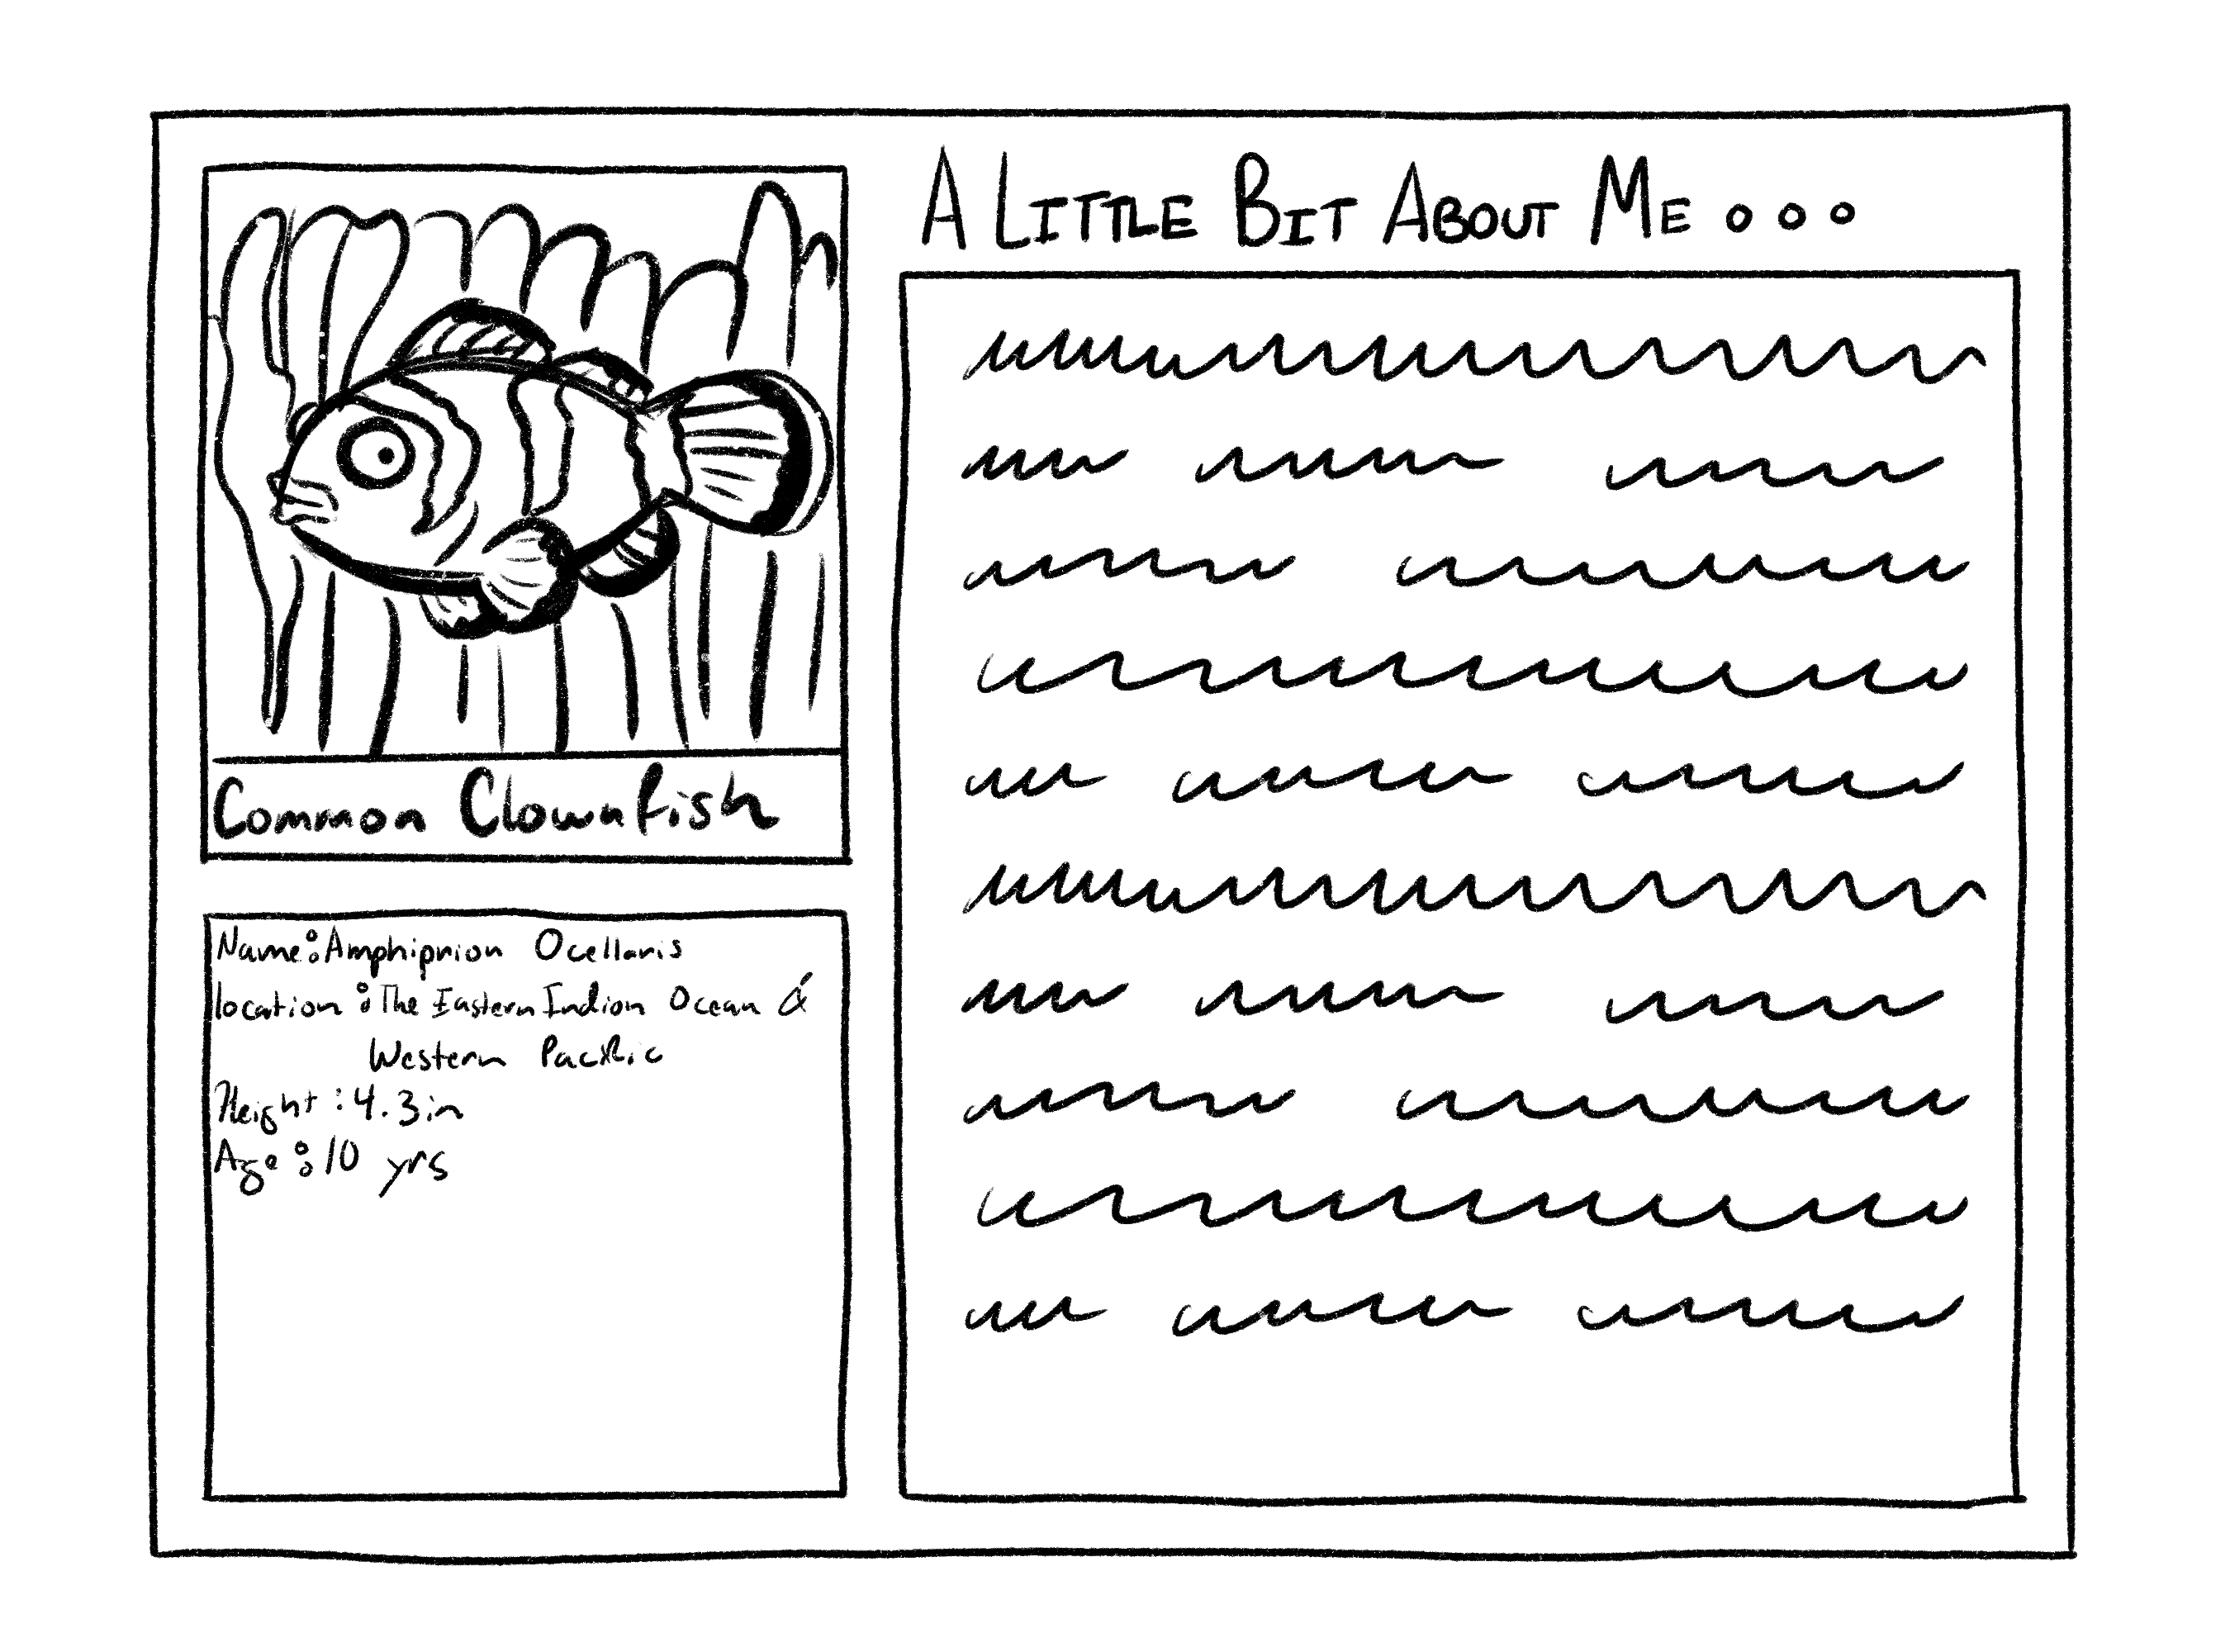 A LITTLE BIT ABOUT ME...
Common Clownfish
Name: Amphiprion Ocellaris
location: The Eastern Indion Ocean &
Western Pacific
Height: 4.3in
Age: 10 yrs